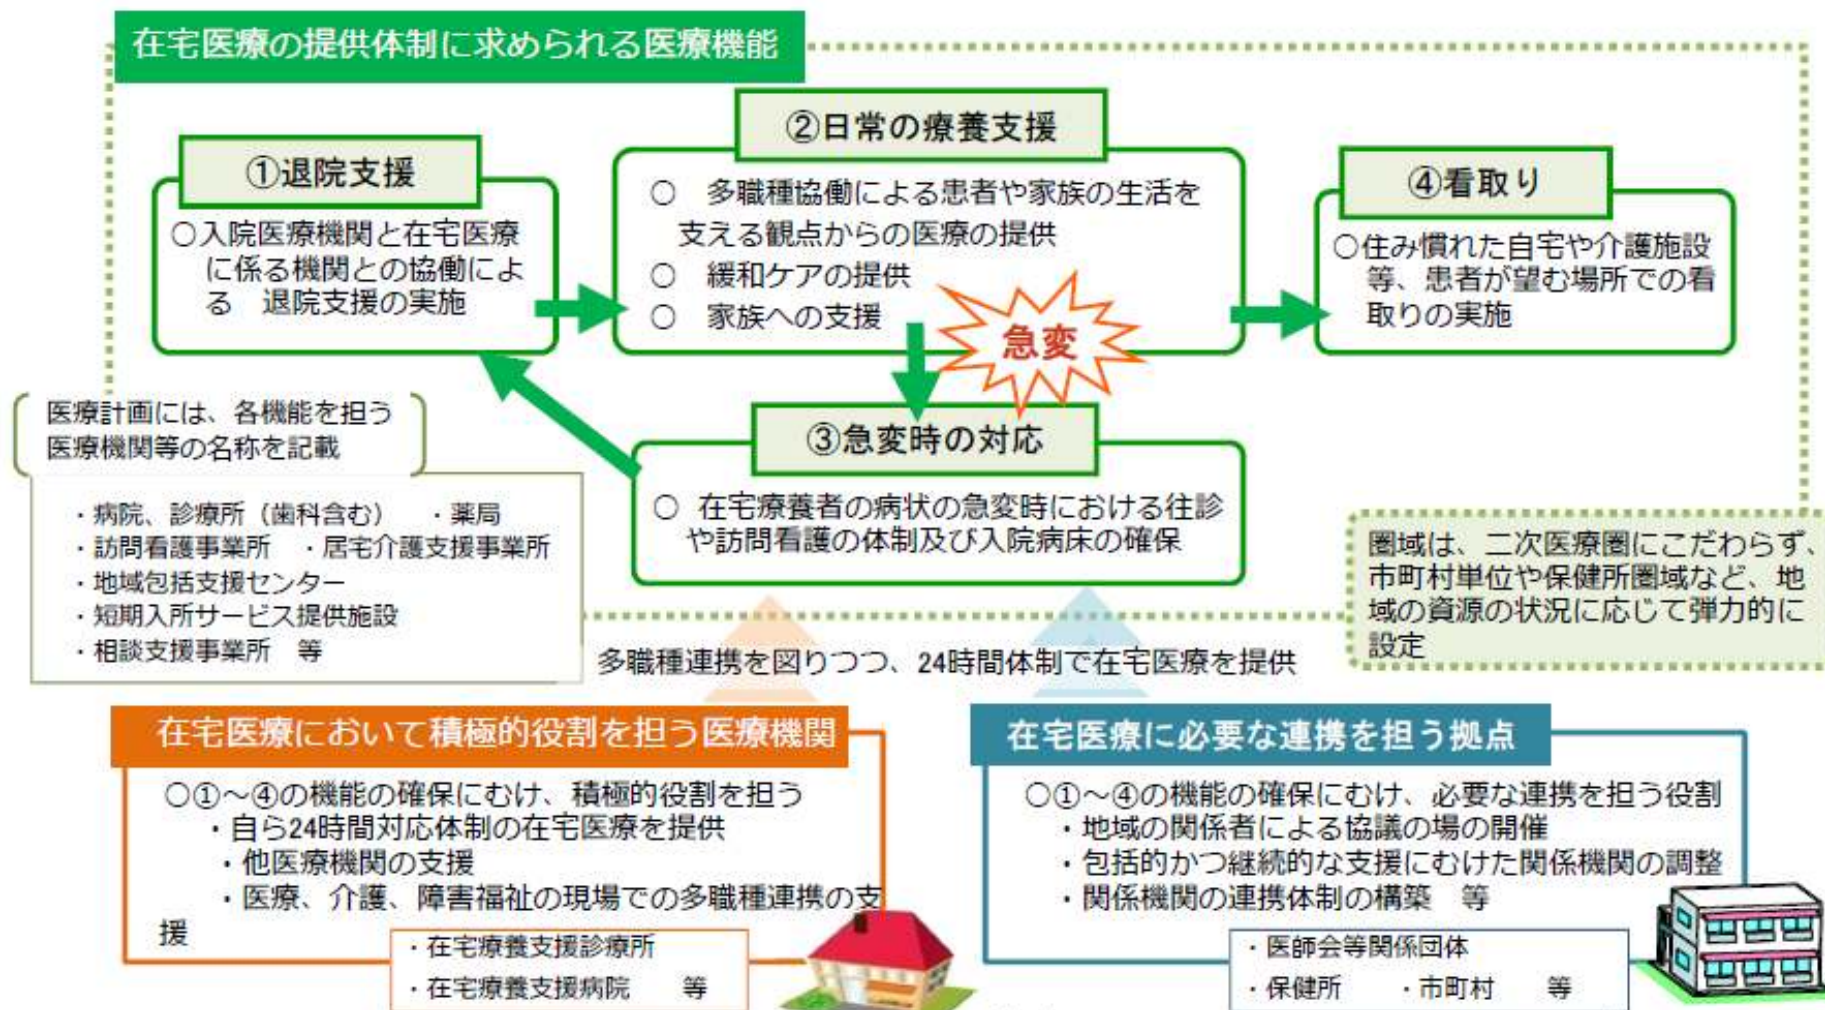 在宅医療の提供体制に求められる医療機能
①退院支援
○入院医療機関と在宅医療
に係る機関との協働によ
る　退院支援の実施
②日常の療養支援
○　多職種協働による患者や家族の生活を
支える観点からの医療の提供
○　緩和ケアの提供
○　家族への支援
急変
④看取り
○住み慣れた自宅や介護施設
等、患者が望む場所での看
取りの実施
③急変時の対応
○ 在宅療養者の病状の急変時における往診
や訪問看護の体制及び入院病床の確保
医療計画には、各機能を担う
医療機関等の名称を記載
・病院、診療所（歯科含む）　・薬局
・訪問看護事業所　・居宅介護支援事業所
・地域包括支援センター
・短期入所サービス提供施設
・相談支援事業所　等
圏域は、二次医療圏にこだわらず、
市町村単位や保健所圏域など、地
域の資源の状況に応じて弾力的に
設定
多職種連携を図りつつ、24時間体制で在宅医療を提供
在宅医療において積極的役割を担う医療機関
○①～④の機能の確保にむけ、積極的役割を担う
・自ら24時間対応体制の在宅医療を提供
・他医療機関の支援
・医療、介護、障害福祉の現場での多職種連携の支
援
・在宅療養支援診療所
・在宅療養支援病院　　等
在宅医療に必要な連携を担う拠点
○①～④の機能の確保にむけ、必要な連携を担う役割
・地域の関係者による協議の場の開催
・包括的かつ継続的な支援にむけた関係機関の調整
・関係機関の連携体制の構築　等
・医師会等関係団体
・保健所　　・市町村　　等